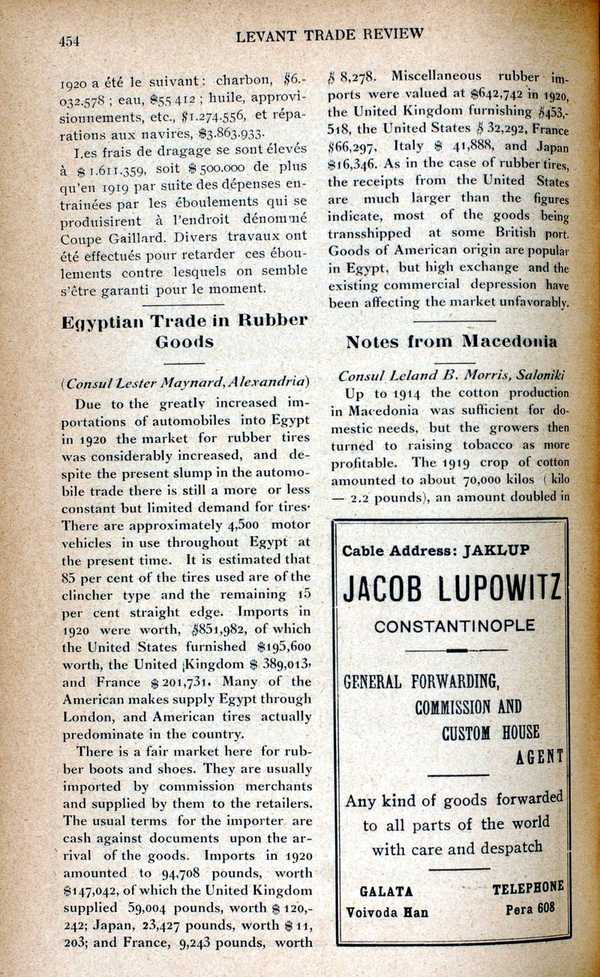 454
LEVANT TRADE REVIEW
1920 a été le suivant: charbon, $6.-
032.578; eau, $55 412; huile, approvi-
sionnements, etc., $1.274.556, et répa-
rations aux navires, $3.863.933.
Les frais de dragage se sont élevés
à $ 1.611.359, soit $ 500.000 de plus
qu'en 1919 par suite des dépenses en-
trainées par les éboulements qui se
produisirent à l'endroit dénommé
Coupe Gaillard. Divers travaux ont
été effectués pour retarder ces ébou-
lements contre lesquels on semble
s'être garanti pour le moment.
Egyptian Trade in Rubber
Goods
(Consul Lester Maynard, Alexandria)
Due to the greatly increased im-
portations of automobiles into Egypt
in 1920 the market for rubber tires
was considerably increased, and de-
spite the present slump in the automo-
bile trade there is still a more or less
constant but limited demand for tires.
There are approximately 4,500 motor
vehicles in use throughout Egypt at
the present time. It is estimated that
85 per cent of the tires used are of the
clincher type and the remaining 15
per cent straight edge. Imports in
1920 were worth, $851,982, of which
the United States furnished $195,600
worth, the United Kingdom $ 389,013,
and France $ 201,731. Many of the
American makes supply Egypt through
London, and American tires actually
predominate in the country.
There is a fair market here for rub-
ber boots and shoes. They are usually
imported by commission merchants
and supplied by them to the retailers.
The usual terms for the importer are
cash against documents upon the ar-
rival of the goods. Imports in 1920
amounted to 94,708 pounds, worth
$147,042, of which the United Kingdom
supplied 59,004 pounds, worth $ 120,-
242; Japan, 23,427 pounds, worth $ 11,
203; and France, 9,243 pounds, worth
$ 8,278. Miscellaneous rubber im-
ports were valued at $642,742 in 1920,
the United Kingdom furnishing $453,-
518, the United States $ 32,292, France
$66,297, Italy $ 41,888, and Japan
$16,346. As in the case of rubber tires,
the receipts from the United States
are much larger than the figures
indicate, most of the goods being
transshipped at some British port.
Goods of American origin are popular
in Egypt, but high exchange and the
existing commercial depression have
been affecting the market unfavorably.
Notes from Macedonia
Consul Leland B. Morris, Saloniki
Up to 1914 the cotton production
in Macedonia was sufficient for do-
mestic needs, but the growers then
turned to raising tobacco as more
profitable. The 1919 crop of cotton
amounted to about 70,000 kilos ( kilo
— 2.2 pounds), an amount doubled in
Cable Address: JAKLUP
JACOB LUPOWITZ
CONSTANTINOPLE
GENERAL FORWARDING,
COMMISSION AND
CUSTOM HOUSE
AGENT
Any kind of goods forwarded
to all parts of the world
with care and despatch
GALATA TELEPHONE
Voivoda Han Pera 608